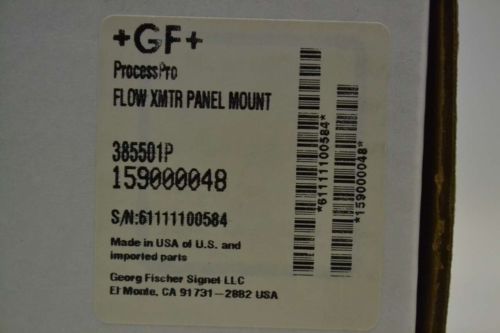 +GF+
ProcessPro
FLOW XMTR PANEL MOUNT
385501P
159000048
S/N:61111100584
Made in USA of U.S. and
imported parts
Georg Fischer Signet LLC
El Monte, CA 91731-2882 USA
*61111100584*
*159000048*